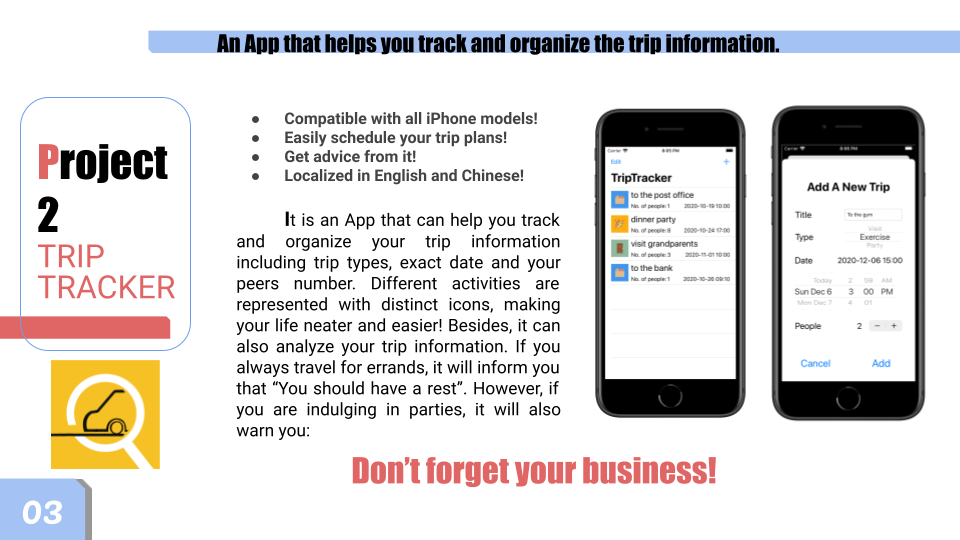 An App that helps you track and organize the trip information.
Project
2
TRIP
TRACKER
03
● Compatible with all iPhone models!
● Easily schedule your trip plans!
● Get advice from it!
● Localized in English and Chinese!
It is an App that can help you track
and organize your trip information
including trip types, exact date and your
peers number. Different activities are
represented with distinct icons, making
your life neater and easier! Besides, it can
also analyze your trip information. If you
always travel for errands, it will inform you
that “You should have a rest”. However, if
you are indulging in parties, it will also
warn you:
Don’t forget your business!
Carrier 8:05 PM
Edit +
TripTracker
to the post office
No. of people: 1 2020-10-19 10:00
dinner party
No. of people: 8 2020-10-24 17:00
visit grandparents
No. of people: 3 2020-11-01 10:00
to the bank
No. of people: 1 2020-10-26 09:10
Carrier 8:05 PM
Add A New Trip
Title To the gym
Visit
Type Exercise
Party
Date 2020-12-06 15:00
Today 2 59 AM
Sun Dec 6 3 00 PM
Mon Dec 7 4 01
People 2 − +
Cancel Add